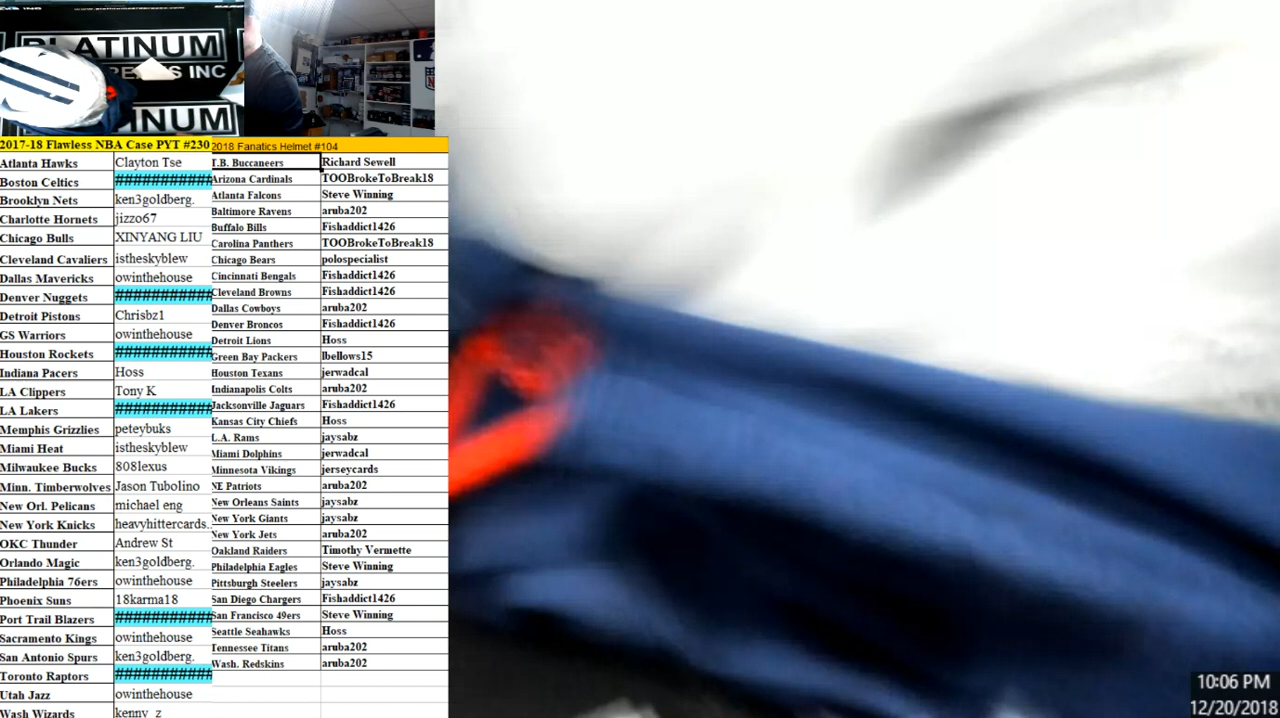 PLATINUM
INC
PLATINUM
NFL
2017-18 Flawless NBA Case PYT #230
Atlanta Hawks Clayton Tse
Boston Celtics ###########
Brooklyn Nets ken3goldberg.
Charlotte Hornets jizzo67
Chicago Bulls XINYANG LIU
Cleveland Cavaliers istheskyblew
Dallas Mavericks owinthehouse
Denver Nuggets ###########
Detroit Pistons Chrisbz1
GS Warriors owinthehouse
Houston Rockets ###########
Indiana Pacers Hoss
LA Clippers Tony K
LA Lakers ###########
Memphis Grizzlies peteybuks
Miami Heat istheskyblew
Milwaukee Bucks 808lexus
Minn. Timberwolves Jason Tubolino
New Orl. Pelicans michael eng
New York Knicks heavyhittercards.
OKC Thunder Andrew St
Orlando Magic ken3goldberg.
Philadelphia 76ers owinthehouse
Phoenix Suns 18karma18
Port Trail Blazers ###########
Sacramento Kings owinthehouse
San Antonio Spurs ken3goldberg.
Toronto Raptors ###########
Utah Jazz owinthehouse
Wash Wizards kenny_z
2018 Fanatics Helmet #104
T.B. Buccaneers Richard Sewell
Arizona Cardinals TOOBrokeToBreak18
Atlanta Falcons Steve Winning
Baltimore Ravens aruba202
Buffalo Bills Fishaddict1426
Carolina Panthers TOOBrokeToBreak18
Chicago Bears polospecialist
Cincinnati Bengals Fishaddict1426
Cleveland Browns Fishaddict1426
Dallas Cowboys aruba202
Denver Broncos Fishaddict1426
Detroit Lions Hoss
Green Bay Packers lbellows15
Houston Texans jerwadcal
Indianapolis Colts aruba202
Jacksonville Jaguars Fishaddict1426
Kansas City Chiefs Hoss
L.A. Rams jaysabz
Miami Dolphins jerwadcal
Minnesota Vikings jerseycards
NE Patriots aruba202
New Orleans Saints jaysabz
New York Giants jaysabz
New York Jets aruba202
Oakland Raiders Timothy Vermette
Philadelphia Eagles Steve Winning
Pittsburgh Steelers jaysabz
San Diego Chargers Fishaddict1426
San Francisco 49ers Steve Winning
Seattle Seahawks Hoss
Tennessee Titans aruba202
Wash. Redskins aruba202
10:06 PM
12/20/2018